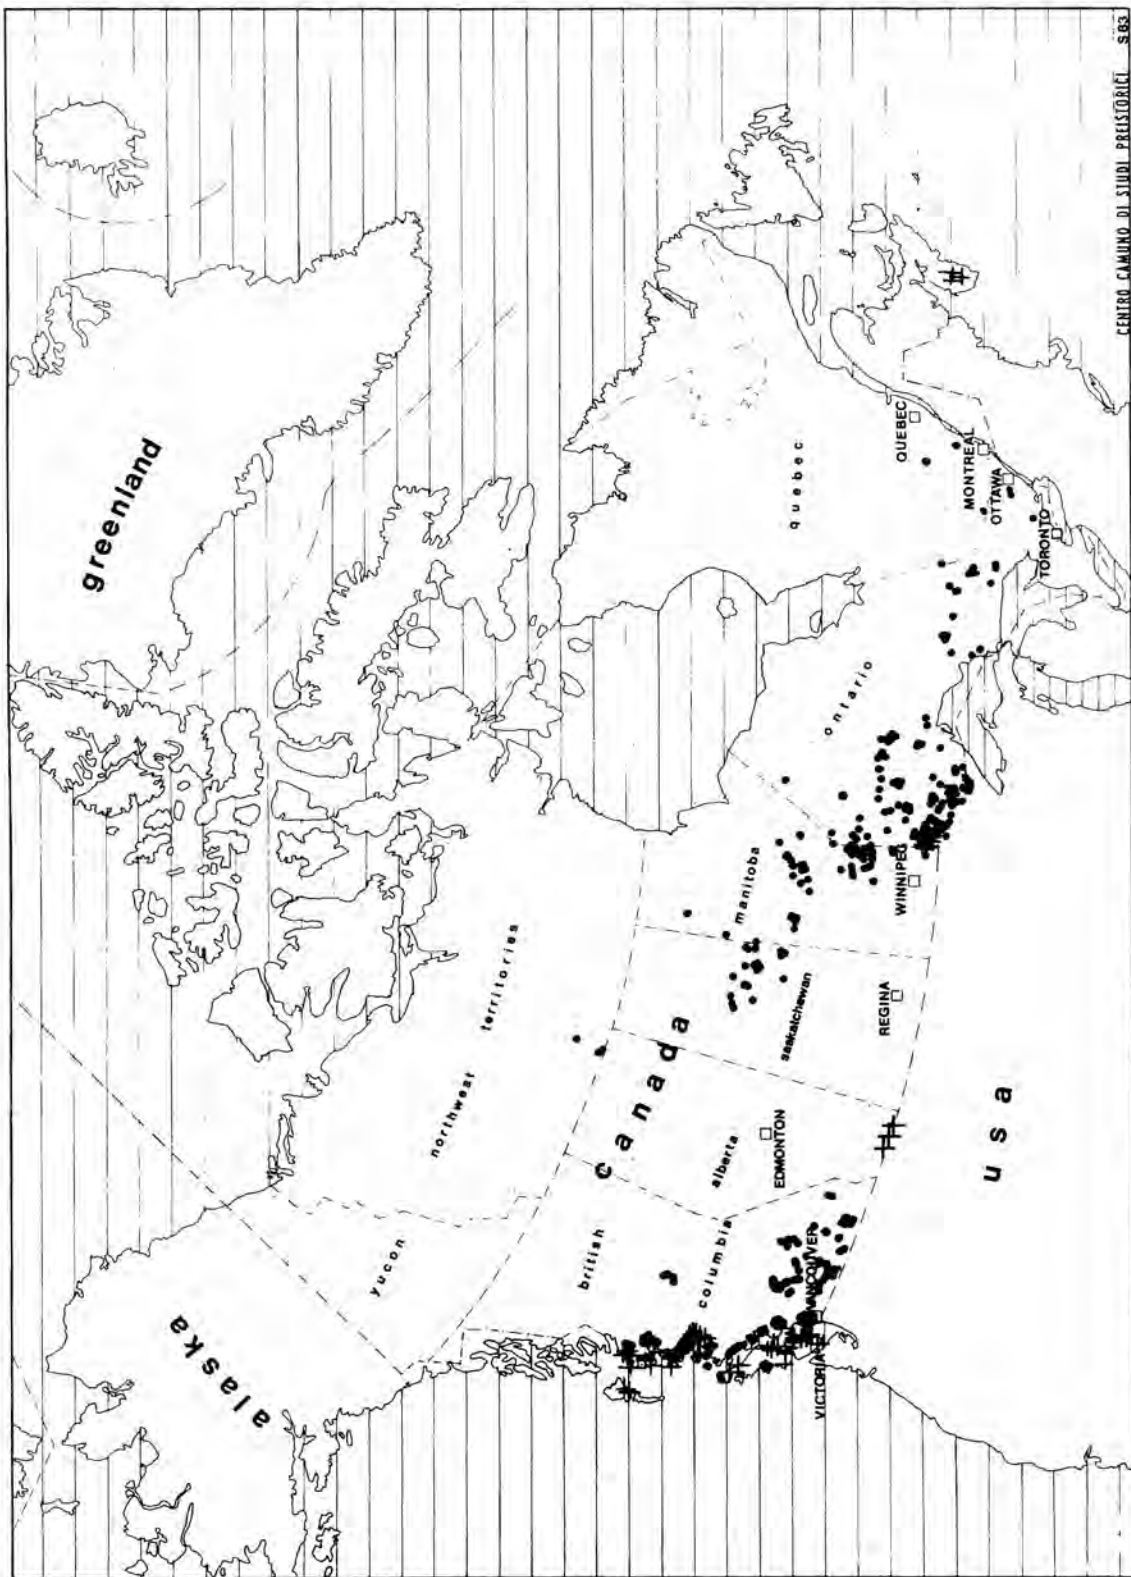 greenland
alaska
yucon
northwest
territories
canada
british
columbia
alberta
saskatchewan
manitoba
ontario
quebec
EDMONTON
REGINA
WINNIPEG
VANCOUVER
VICTORIA
QUEBEC
MONTREAL
OTTAWA
TORONTO
usa
CENTRO CAMUNO DI STUDI PREISTORICI S 83